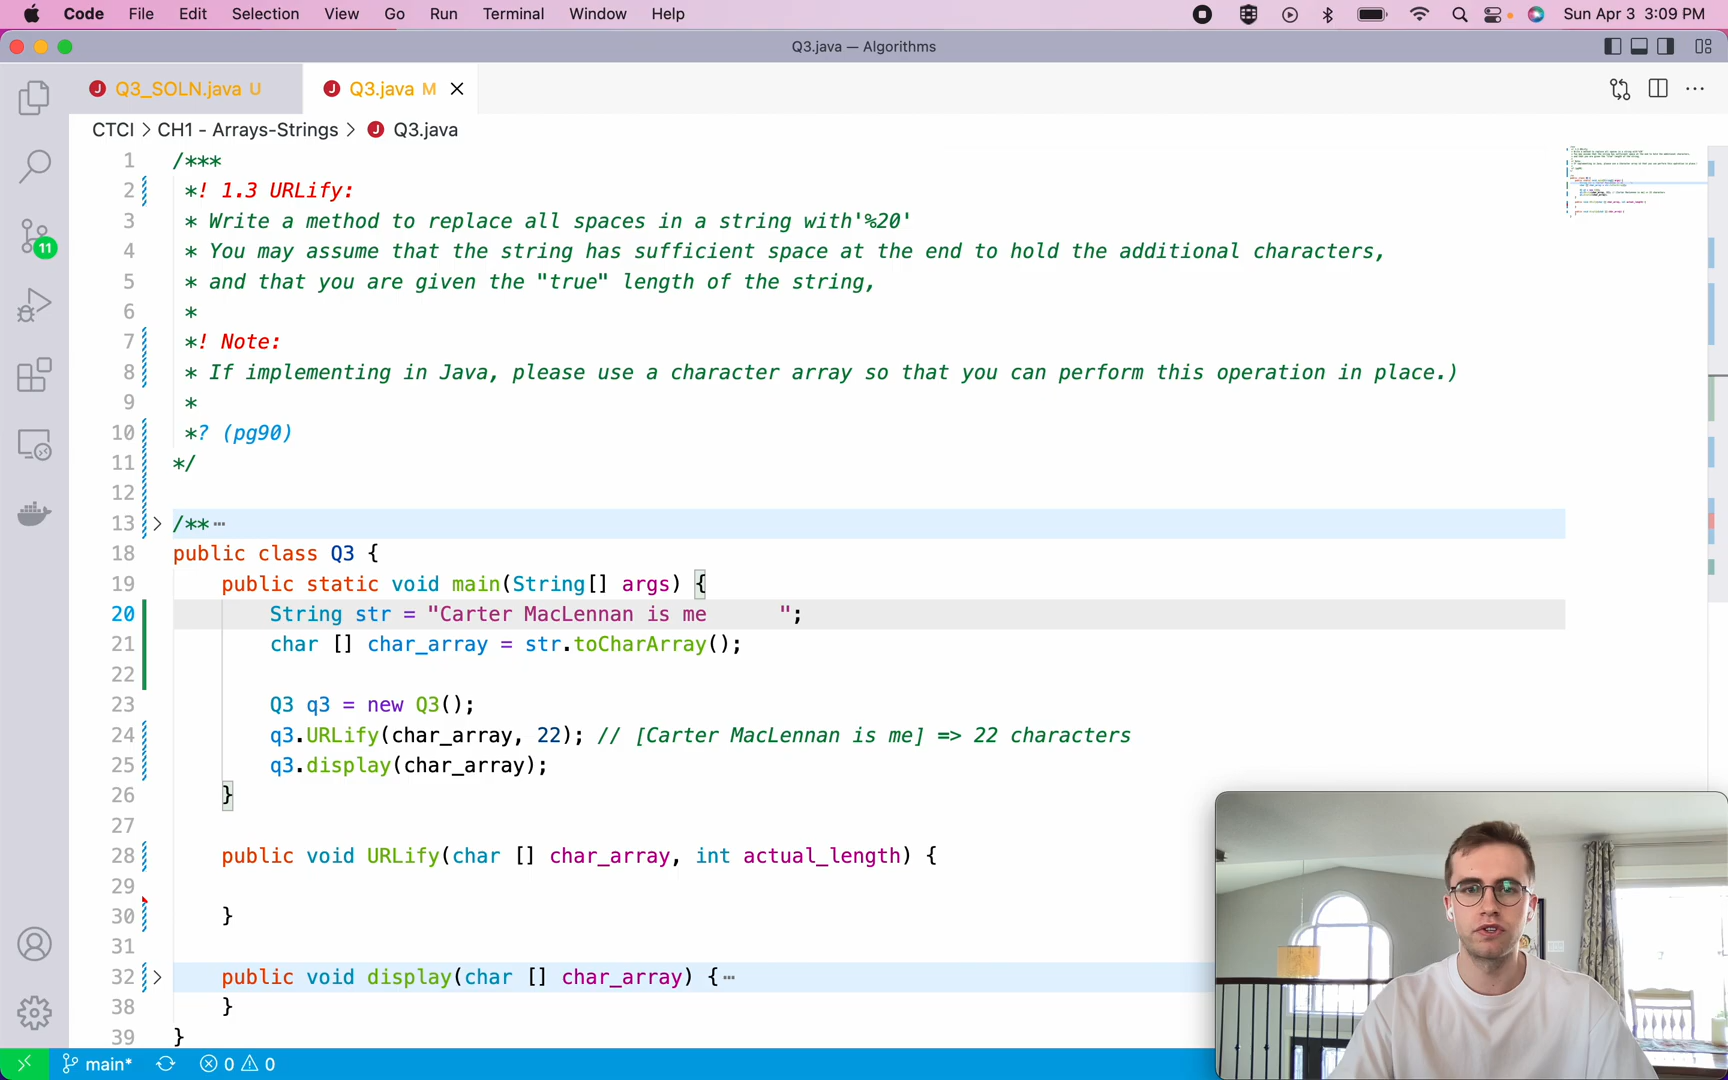 Code File Edit Selection View Go Run Terminal Window Help Sun Apr 3 3:09 PM
Q3.java — Algorithms
J Q3_SOLN.java U J Q3.java M
CTCI > CH1 - Arrays-Strings > J Q3.java
1 /***
2 *! 1.3 URLify:
3 * Write a method to replace all spaces in a string with'%20'
4 * You may assume that the string has sufficient space at the end to hold the additional characters,
5 * and that you are given the "true" length of the string,
6 *
7 *! Note:
8 * If implementing in Java, please use a character array so that you can perform this operation in place.)
9 *
10 *? (pg90)
11 */
12
13 /** ⋯
18 public class Q3 {
19 public static void main(String[] args) {
20 String str = "Carter MacLennan is me      ";
21 char [] char_array = str.toCharArray();
22
23 Q3 q3 = new Q3();
24 q3.URLify(char_array, 22); // [Carter MacLennan is me] => 22 characters
25 q3.display(char_array);
26 }
27
28 public void URLify(char [] char_array, int actual_length) {
29
30 }
31
32 public void display(char [] char_array) { ⋯
38 }
39 }
11
main* 0 0